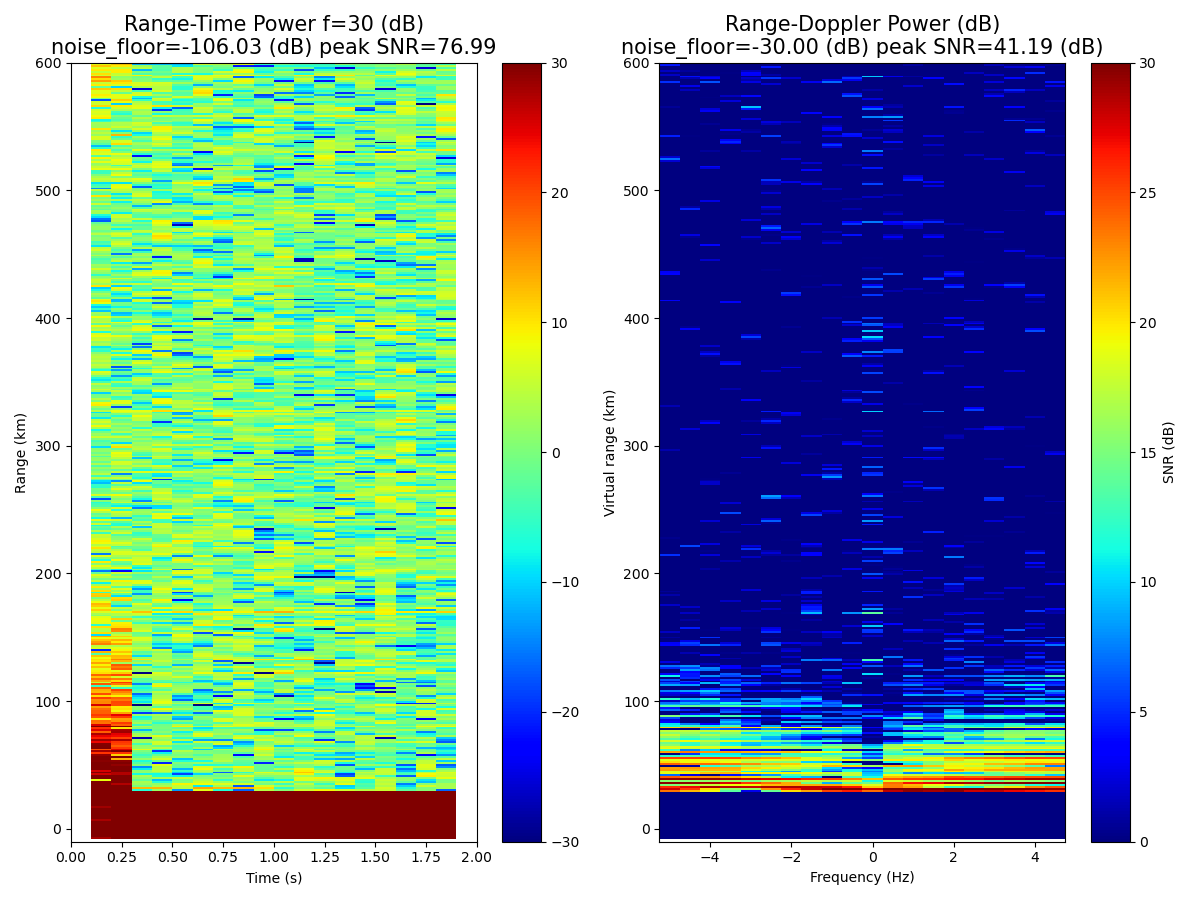 Range-Time Power f=30 (dB)
noise_floor=-106.03 (dB) peak SNR=76.99
Range-Doppler Power (dB)
noise_floor=-30.00 (dB) peak SNR=41.19 (dB)
Range (km)
600
500
400
300
200
100
0
0.00 0.25 0.50 0.75 1.00 1.25 1.50 1.75 2.00
Time (s)
30
20
10
0
−10
−20
−30
Virtual range (km)
600
500
400
300
200
100
0
−4 −2 0 2 4
Frequency (Hz)
30
25
20
15
10
5
0
SNR (dB)